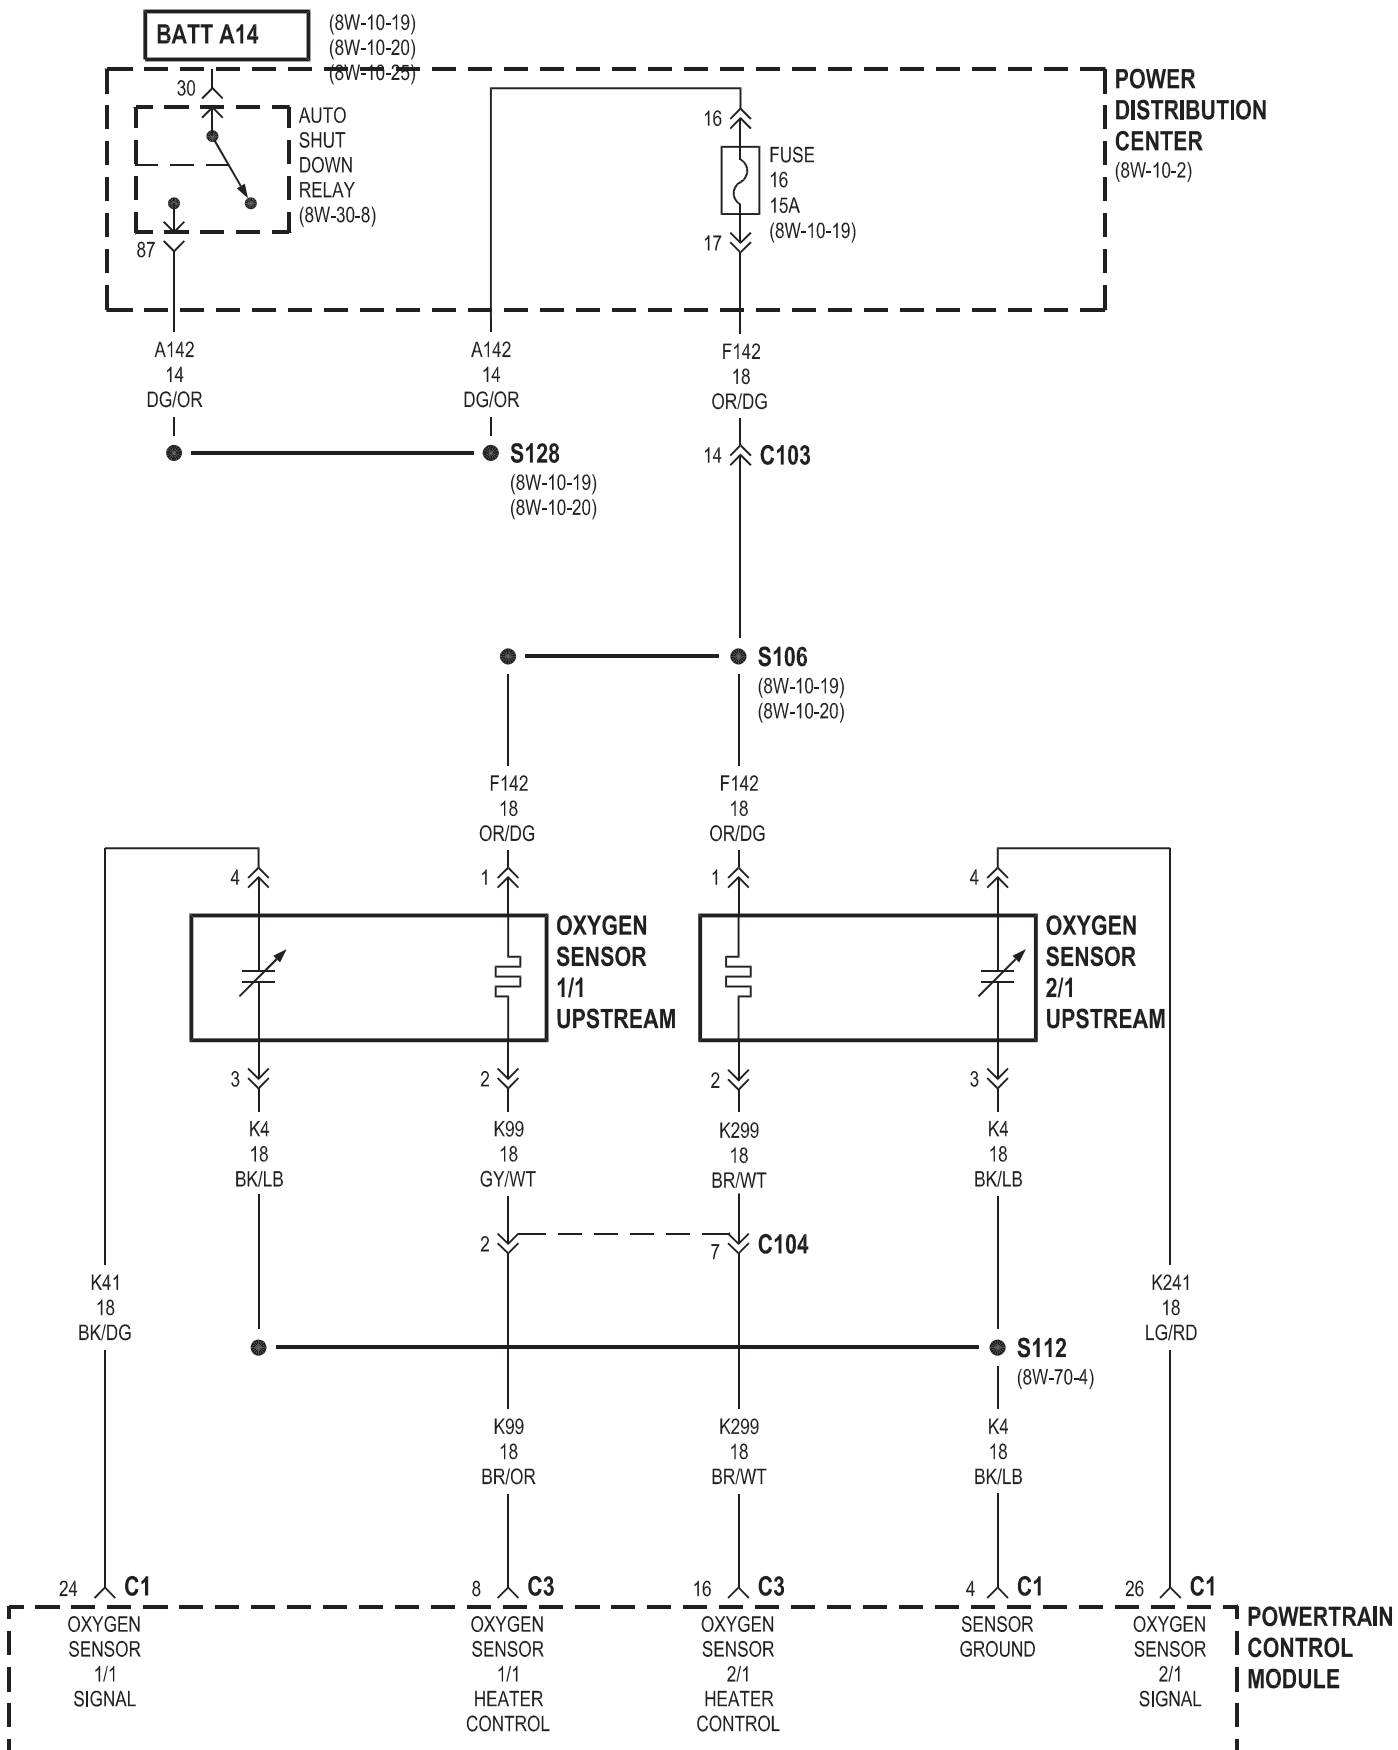 BATT A14
(8W-10-19)
(8W-10-20)
(8W-10-25)
30
AUTO
SHUT
DOWN
RELAY
(8W-30-8)
87
16
FUSE
16
15A
(8W-10-19)
17
POWER
DISTRIBUTION
CENTER
(8W-10-2)
A142
14
DG/OR
A142
14
DG/OR
F142
18
OR/DG
S128
(8W-10-19)
(8W-10-20)
14
C103
S106
(8W-10-19)
(8W-10-20)
F142
18
OR/DG
F142
18
OR/DG
4
1
1
4
OXYGEN
SENSOR
1/1
UPSTREAM
OXYGEN
SENSOR
2/1
UPSTREAM
3
2
2
3
K4
18
BK/LB
K99
18
GY/WT
K299
18
BR/WT
K4
18
BK/LB
2
7
C104
K41
18
BK/DG
K241
18
LG/RD
S112
(8W-70-4)
K99
18
BR/OR
K299
18
BR/WT
K4
18
BK/LB
24 C1
8 C3
16 C3
4 C1
26 C1
OXYGEN
SENSOR
1/1
SIGNAL
OXYGEN
SENSOR
1/1
HEATER
CONTROL
OXYGEN
SENSOR
2/1
HEATER
CONTROL
SENSOR
GROUND
OXYGEN
SENSOR
2/1
SIGNAL
POWERTRAIN
CONTROL
MODULE